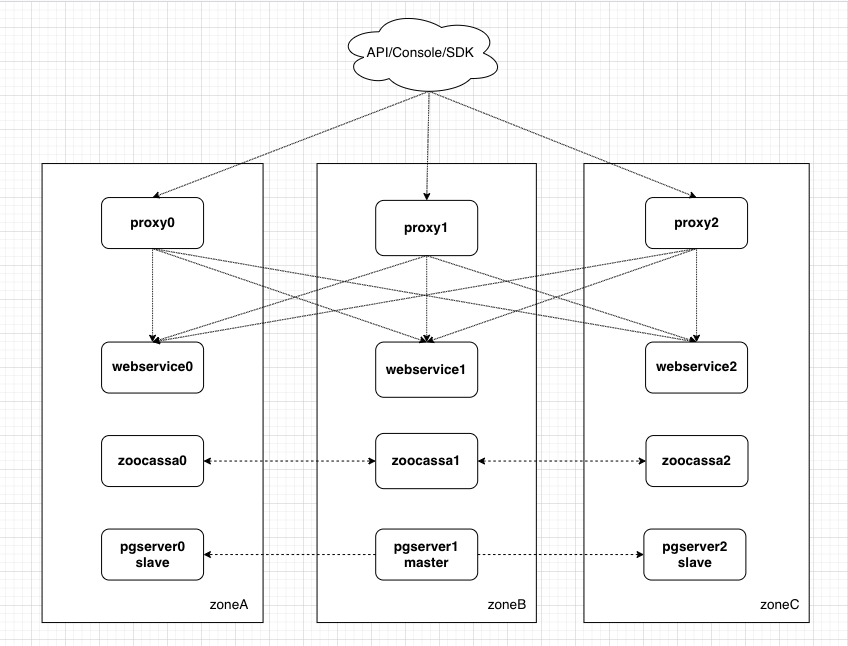 API/Console/SDK
proxy0
proxy1
proxy2
webservice0
webservice1
webservice2
zoocassa0
zoocassa1
zoocassa2
pgserver0
slave
pgserver1
master
pgserver2
slave
zoneA
zoneB
zoneC